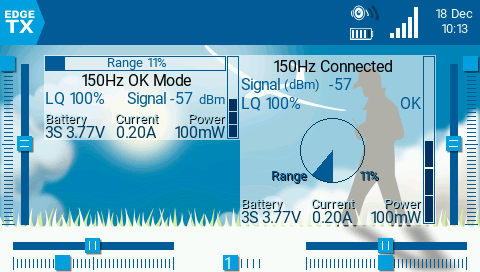 EDGE
TX
18 Dec
10:13
Range 11%
150Hz OK Mode
LQ 100% Signal -57 dBm
Battery Current Power
3S 3.77V 0.20A 100mW
150Hz Connected
Signal (dBm) -57
LQ 100% OK
Range 11%
Battery Current Power
3S 3.77V 0.20A 100mW
1